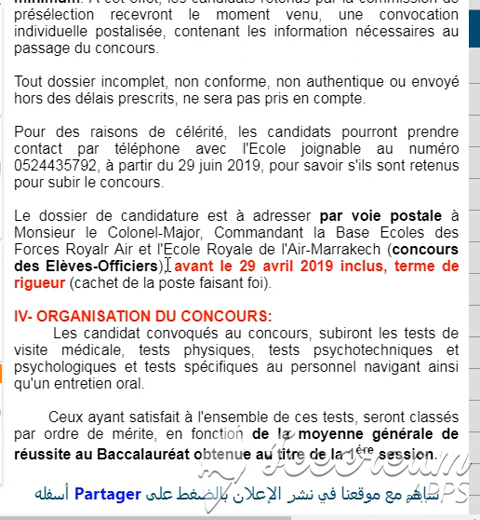 minimum. A cet effet, les candidats retenus par la commission de
présélection recevront le moment venu, une convocation
individuelle postalisée, contenant les information nécessaires au
passage du concours.
Tout dossier incomplet, non conforme, non authentique ou envoyé
hors des délais prescrits, ne sera pas pris en compte.
Pour des raisons de célérité, les candidats pourront prendre
contact par téléphone avec l'Ecole joignable au numéro
0524435792, à partir du 29 juin 2019, pour savoir s'ils sont retenus
pour subir le concours.
Le dossier de candidature est à adresser par voie postale à
Monsieur le Colonel-Major, Commandant la Base Ecoles des
Forces Royalr Air et l'Ecole Royale de l'Air-Marrakech (concours
des Elèves-Officiers), avant le 29 avril 2019 inclus, terme de
rigueur (cachet de la poste faisant foi).
IV- ORGANISATION DU CONCOURS:
Les candidat convoqués au concours, subiront les tests de
visite médicale, tests physiques, tests psychotechniques et
psychologiques et tests spécifiques au personnel navigant ainsi
qu'un entretien oral.
Ceux ayant satisfait à l'ensemble de ces tests, seront classés
par ordre de mérite, en fonction de la moyenne générale de
réussite au Baccalauréat obtenue au titre de la 1ére session.
ساهم مع موقعنا في نشر الإعلان بالضغط على Partager أسفله
APPS